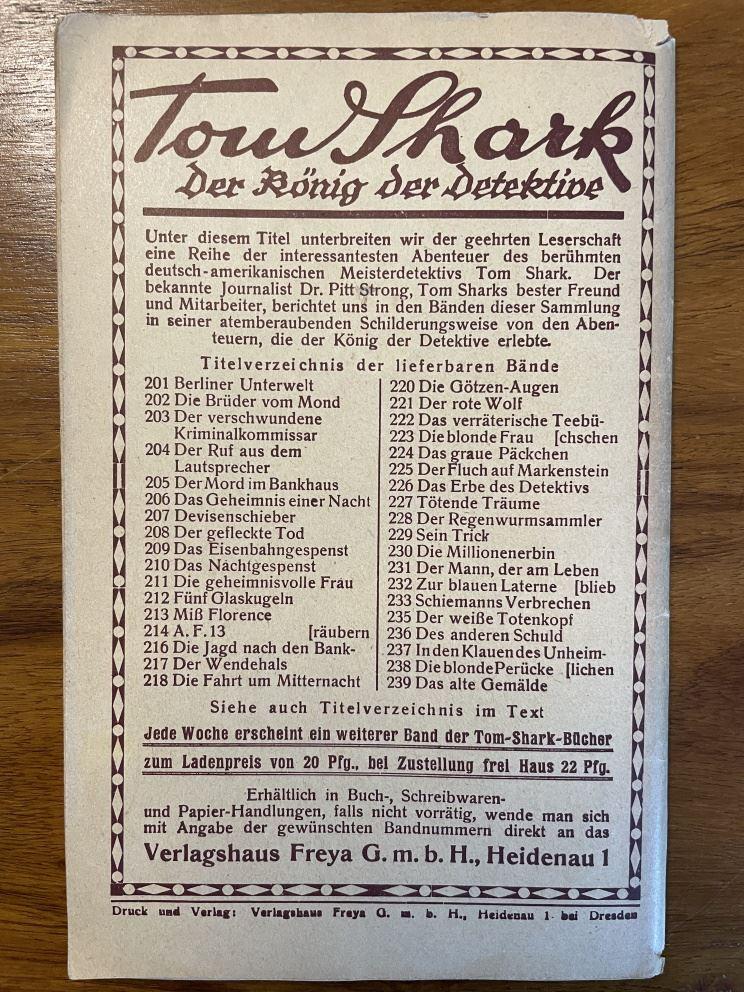 Tom Shark
Der König der Detektive
Unter diesem Titel unterbreiten wir der geehrten Leserschaft
eine Reihe der interessantesten Abenteuer des berühmten
deutsch-amerikanischen Meisterdetektivs Tom Shark. Der
bekannte Journalist Dr. Pitt Strong, Tom Sharks bester Freund
und Mitarbeiter, berichtet uns in den Bänden dieser Sammlung
in seiner atemberaubenden Schilderungsweise von den Aben-
teuern, die der König der Detektive erlebte.
Titelverzeichnis der lieferbaren Bände
201 Berliner Unterwelt
202 Die Brüder vom Mond
203 Der verschwundene
Kriminalkommissar
204 Der Ruf aus dem
Lautsprecher
205 Der Mord im Bankhaus
206 Das Geheimnis einer Nacht
207 Devisenschieber
208 Der gefleckte Tod
209 Das Eisenbahngespenst
210 Das Nachtgespenst
211 Die geheimnisvolle Frau
212 Fünf Glaskugeln
213 Miß Florence
214 A. F. 13 [räubern
216 Die Jagd nach den Bank-
217 Der Wendehals
218 Die Fahrt um Mitternacht
220 Die Götzen-Augen
221 Der rote Wolf
222 Das verräterische Teebü-
223 Die blonde Frau [chschen
224 Das graue Päckchen
225 Der Fluch auf Markenstein
226 Das Erbe des Detektivs
227 Tötende Träume
228 Der Regenwurmsammler
229 Sein Trick
230 Die Millionenerbin
231 Der Mann, der am Leben
232 Zur blauen Laterne [blieb
233 Schiemanns Verbrechen
235 Der weiße Totenkopf
236 Des anderen Schuld
237 In den Klauen des Unheim-
238 Die blonde Perücke [lichen
239 Das alte Gemälde
Siehe auch Titelverzeichnis im Text
Jede Woche erscheint ein weiterer Band der Tom-Shark-Bücher
zum Ladenpreis von 20 Pfg., bei Zustellung frei Haus 22 Pfg.
Erhältlich in Buch-, Schreibwaren-
und Papier-Handlungen, falls nicht vorrätig, wende man sich
mit Angabe der gewünschten Bandnummern direkt an das
Verlagshaus Freya G. m. b. H., Heidenau 1
Druck und Verlag: Verlagshaus Freya G. m. b. H., Heidenau 1 bei Dresden